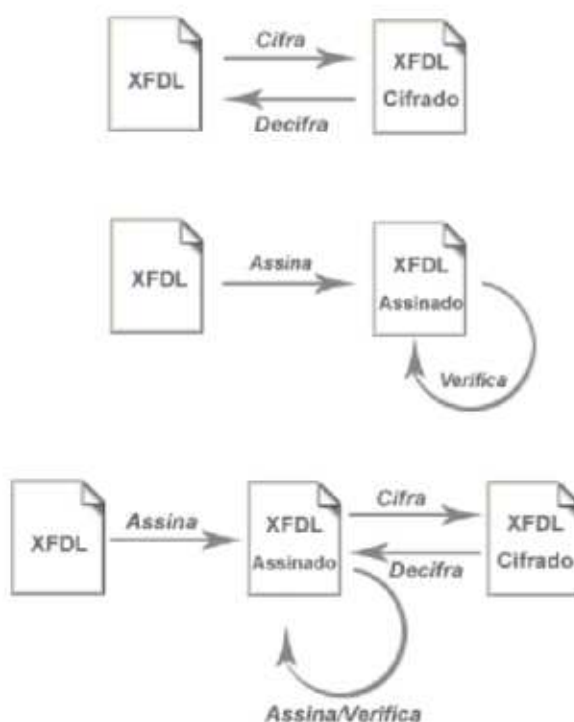 Cifra
XFDL
XFDL
Cifrado
Decifra
Assina
XFDL
XFDL
Assinado
Verifica
Cifra
Assina
XFDL
XFDL
XFDL
Assinado
Decifra
Cifrado
Assina/Verifica